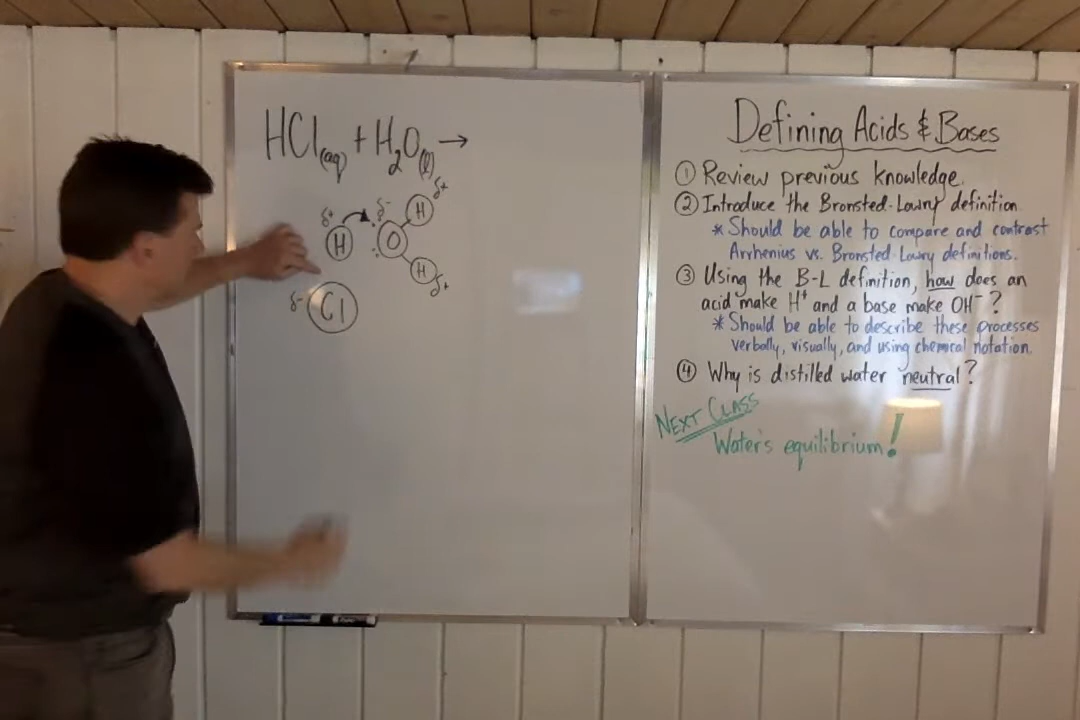 HCl(aq) + H₂O(l) →
δ+
H
δ-
Cl
δ-
O
H
δ+
H
δ+
Defining Acids & Bases
① Review previous knowledge.
② Introduce the Bronsted-Lowry definition.
* Should be able to compare and contrast
Arrhenius vs. Bronsted-Lowry definitions.
③ Using the B-L definition, how does an
acid make H⁺ and a base make OH⁻?
* Should be able to describe these processes
verbally, visually, and using chemical notation.
④ Why is distilled water neutral?
NEXT CLASS
Water's equilibrium!